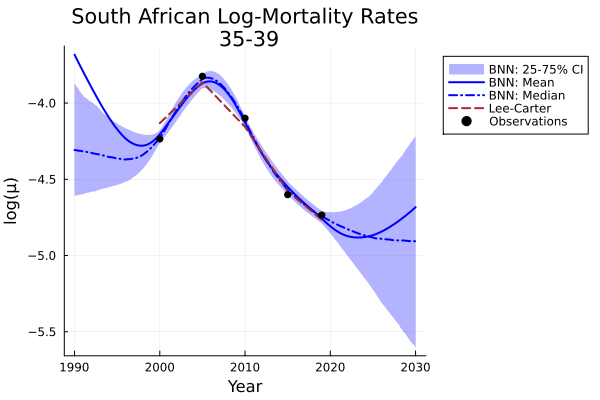 South African Log-Mortality Rates
35-39
BNN: 25-75% CI
BNN: Mean
BNN: Median
Lee-Carter
Observations
log(μ)
−4.0
−4.5
−5.0
−5.5
1990
2000
2010
2020
2030
Year